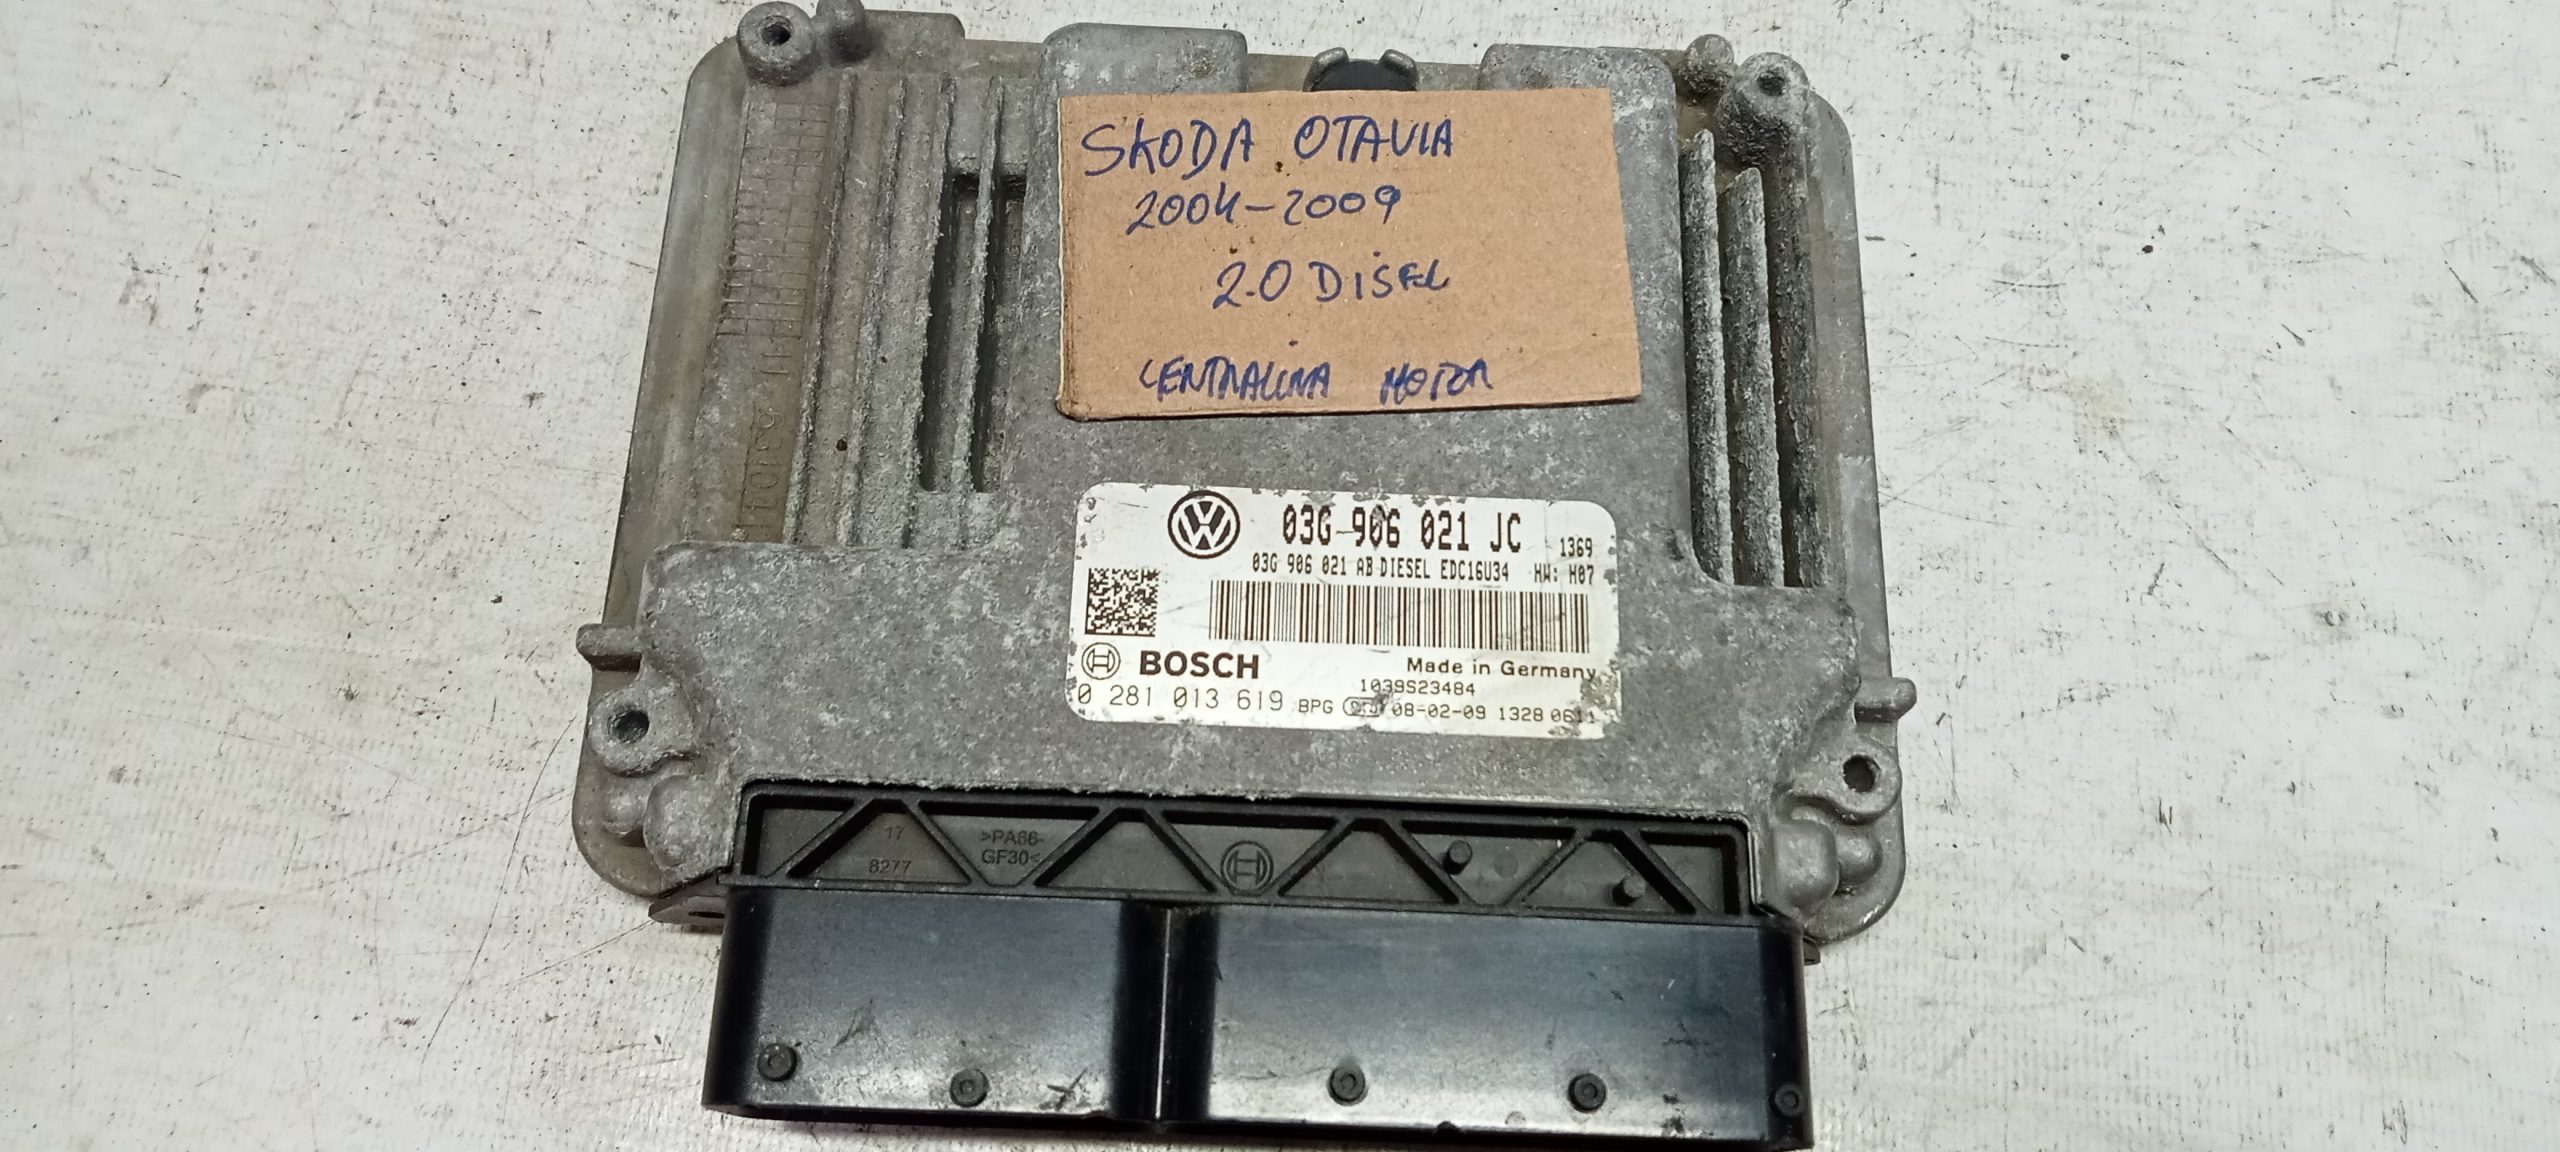 SKODA OTAVIA
2004-2009
2.0 DISEL
CENTRALINA MOTOR
03G 906 021 JC 1369
03G 906 021 AB DIESEL EDC16U34 HW: H07
BOSCH
Made in Germany
1039S23484
0 281 013 619 BPG 08-02-09 1328 0611
17
8277
>PA66-
GF30<